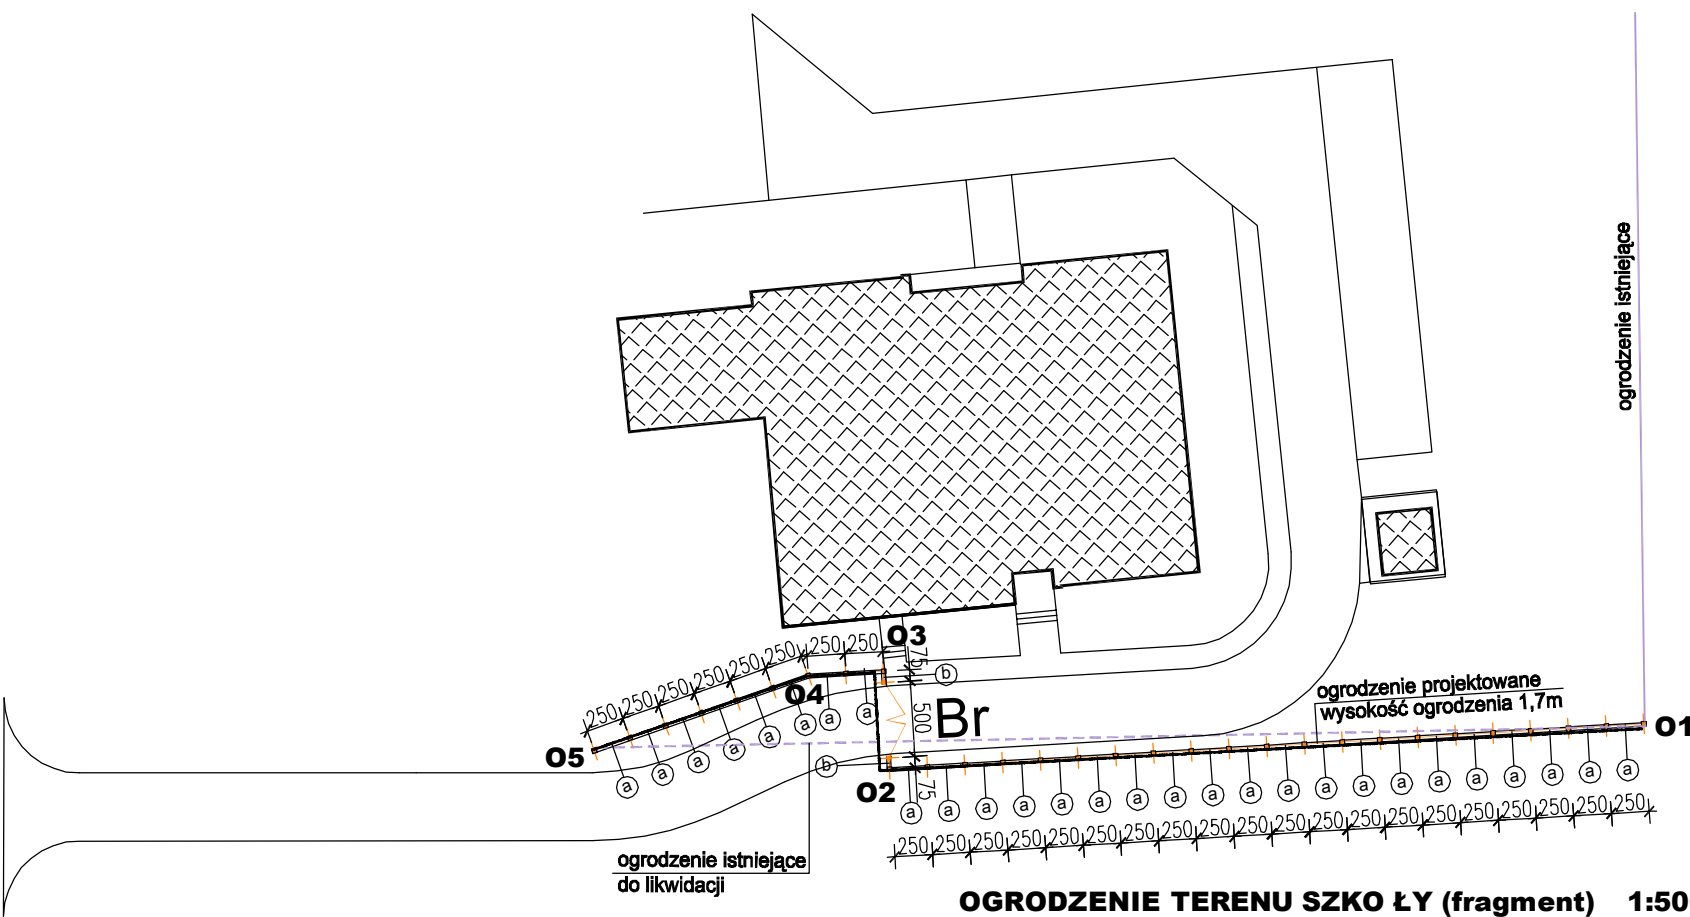 ogrodzenie istniejące
O3
250 250 250 250 250 250 250 250
75
b
O4
a a a a a a a a
500
Br
ogrodzenie projektowane
wysokość ogrodzenia 1,7m
O1
O5
b
O2
75
a a a a a a a a a a a a a a a a a a a a
250 250 250 250 250 250 250 250 250 250 250 250 250 250 250 250 250 250 250 250
ogrodzenie istniejące
do likwidacji
OGRODZENIE TERENU SZKO ŁY (fragment) 1:50